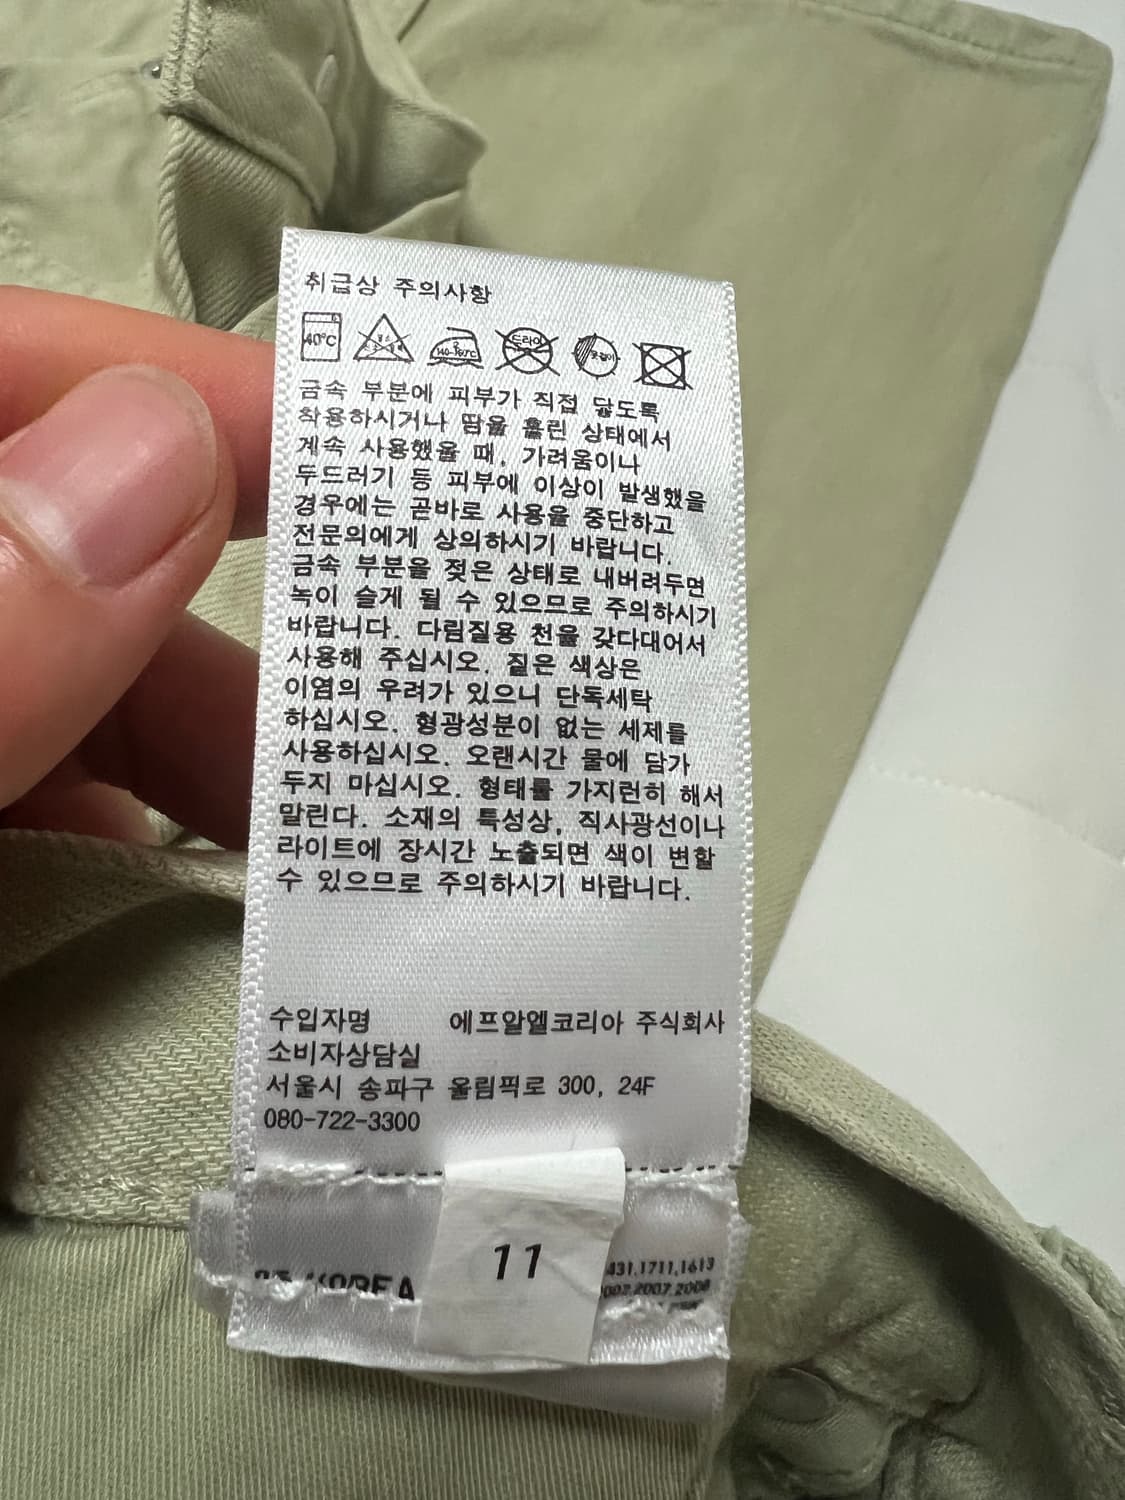 취급상 주의사항
40℃ 140-160℃ 드라이 옷걸이
금속 부분에 피부가 직접 닿도록
착용하시거나 땀을 흘린 상태에서
계속 사용했을 때, 가려움이나
두드러기 등 피부에 이상이 발생했을
경우에는 곧바로 사용을 중단하고
전문의에게 상의하시기 바랍니다.
금속 부분을 젖은 상태로 내버려두면
녹이 슬게 될 수 있으므로 주의하시기
바랍니다. 다림질용 천을 갖다대어서
사용해 주십시오. 짙은 색상은
이염의 우려가 있으니 단독세탁
하십시오. 형광성분이 없는 세제를
사용하십시오. 오랜시간 물에 담가
두지 마십시오. 형태를 가지런히 해서
말린다. 소재의 특성상, 직사광선이나
라이트에 장시간 노출되면 색이 변할
수 있으므로 주의하시기 바랍니다.
수입자명 에프알엘코리아 주식회사
소비자상담실
서울시 송파구 올림픽로 300, 24F
080-722-3300
11
KOREA 1711,1613
2007,2008